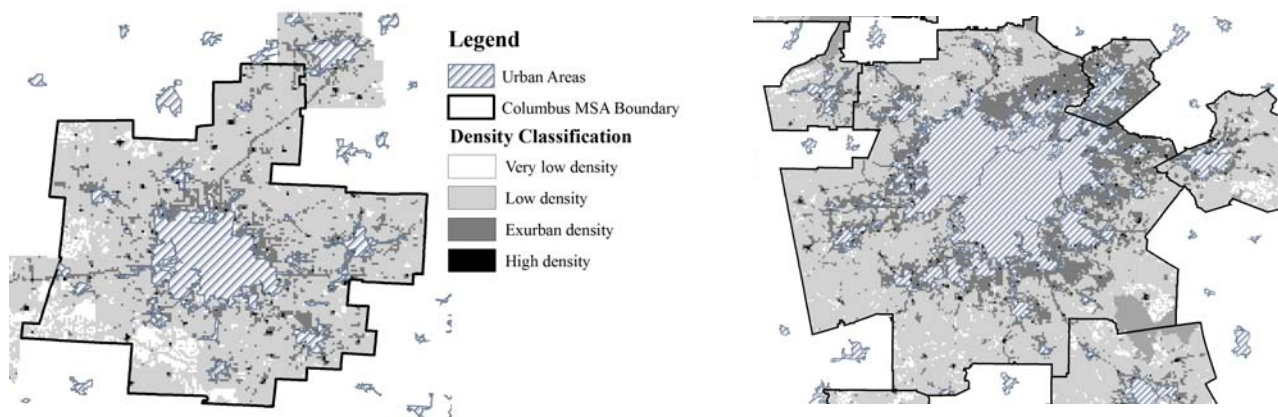 Legend
Urban Areas
Columbus MSA Boundary
Density Classification
Very low density
Low density
Exurban density
High density